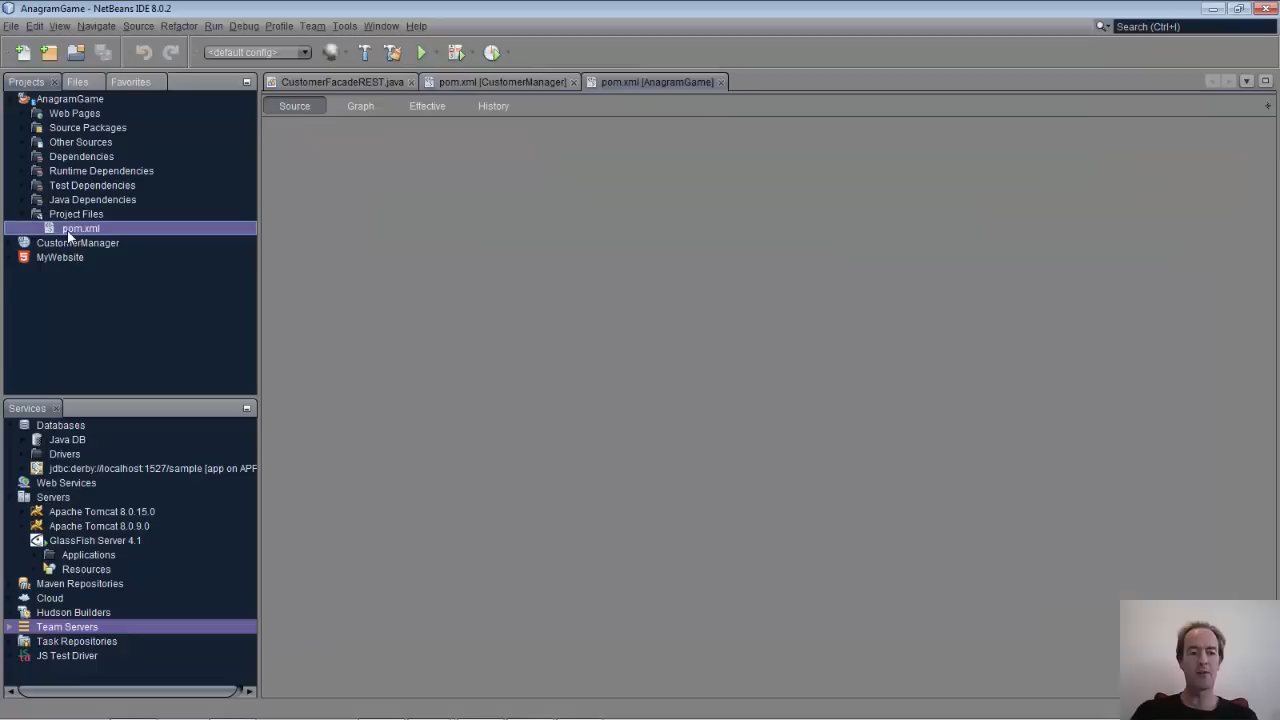 AnagramGame - NetBeans IDE 8.0.2
File Edit View Navigate Source Refactor Run Debug Profile Team Tools Window Help
Search (Ctrl+I)
<default config>
Projects Files Favorites
CustomerFacadeREST.java pom.xml [CustonerManager] pom.xml [AnagramGame]
Source Graph Effective History
AnagramGame
Web Pages
Source Packages
Other Sources
Dependencies
Runtime Dependencies
Test Dependencies
Java Dependencies
Project Files
pom.xml
CustomerManager
MyWebsite
Services
Databases
Java DB
Drivers
jdbc:derby://localhost:1527/sample [app on APP
Web Services
Servers
Apache Tomcat 8.0.15.0
Apache Tomcat 8.0.9.0
GlassFish Server 4.1
Applications
Resources
Maven Repositories
Cloud
Hudson Builders
Team Servers
Task Repositories
JS Test Driver